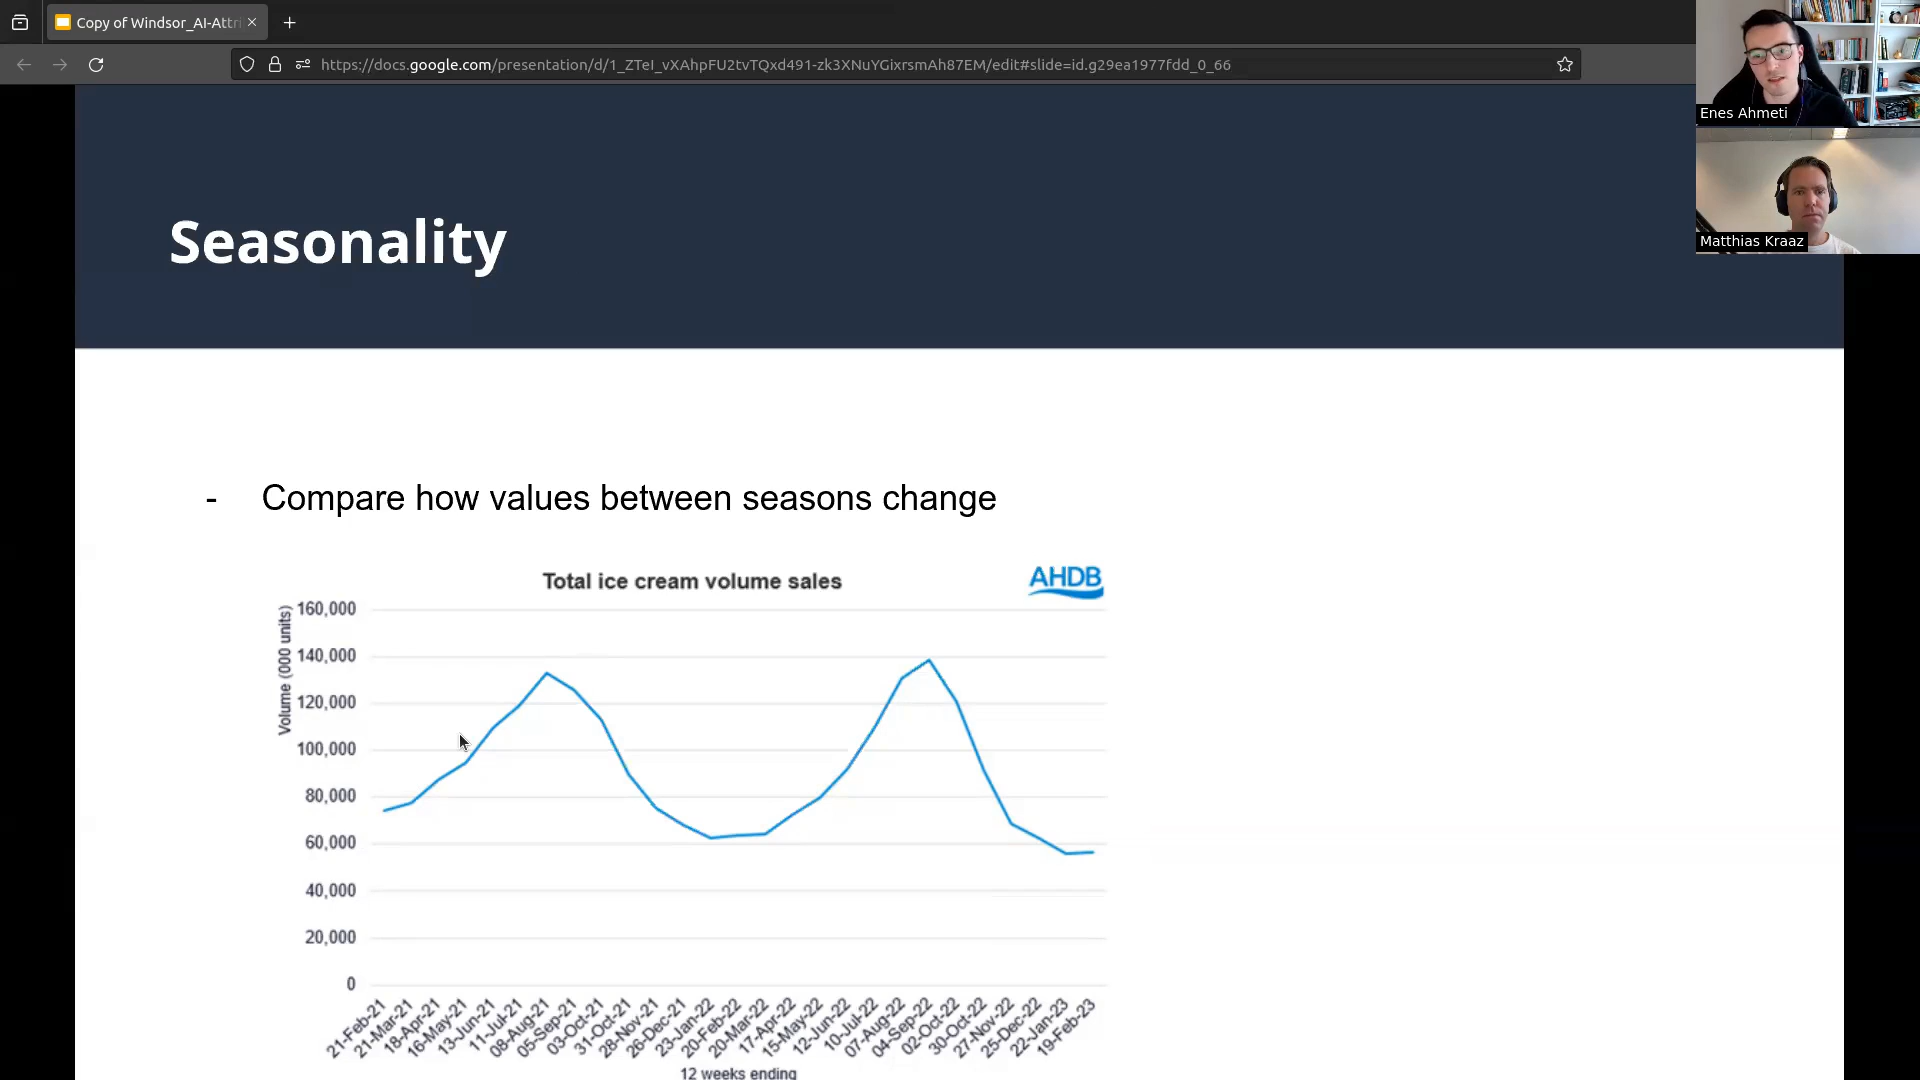 Copy of Windsor_AI-Attri
https://docs.google.com/presentation/d/1_ZTeI_vXAhpFU2tvTQxd491-zk3XNuYGixrsmAh87EM/edit#slide=id.g29ea1977fdd_0_66
Enes Ahmeti
Matthias Kraaz
Seasonality
- Compare how values between seasons change
Total ice cream volume sales
AHDB
Volume (000 units)
160,000
140,000
120,000
100,000
80,000
60,000
40,000
20,000
0
21-Feb-21
21-Mar-21
18-Apr-21
16-May-21
13-Jun-21
11-Jul-21
08-Aug-21
05-Sep-21
03-Oct-21
31-Oct-21
28-Nov-21
26-Dec-21
23-Jan-22
20-Feb-22
20-Mar-22
17-Apr-22
15-May-22
12-Jun-22
10-Jul-22
07-Aug-22
04-Sep-22
02-Oct-22
30-Oct-22
27-Nov-22
25-Dec-22
22-Jan-23
19-Feb-23
12 weeks ending